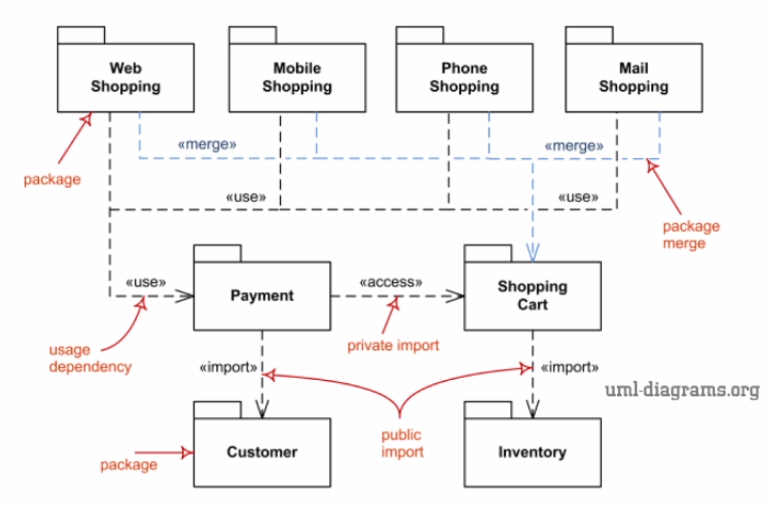 Web
Shopping
Mobile
Shopping
Phone
Shopping
Mail
Shopping
«merge»
«merge»
package
«use»
«use»
package
merge
«use»
Payment
«access»
Shopping
Cart
usage
dependency
private import
«import»
«import»
uml-diagrams.org
public
import
package
Customer
Inventory